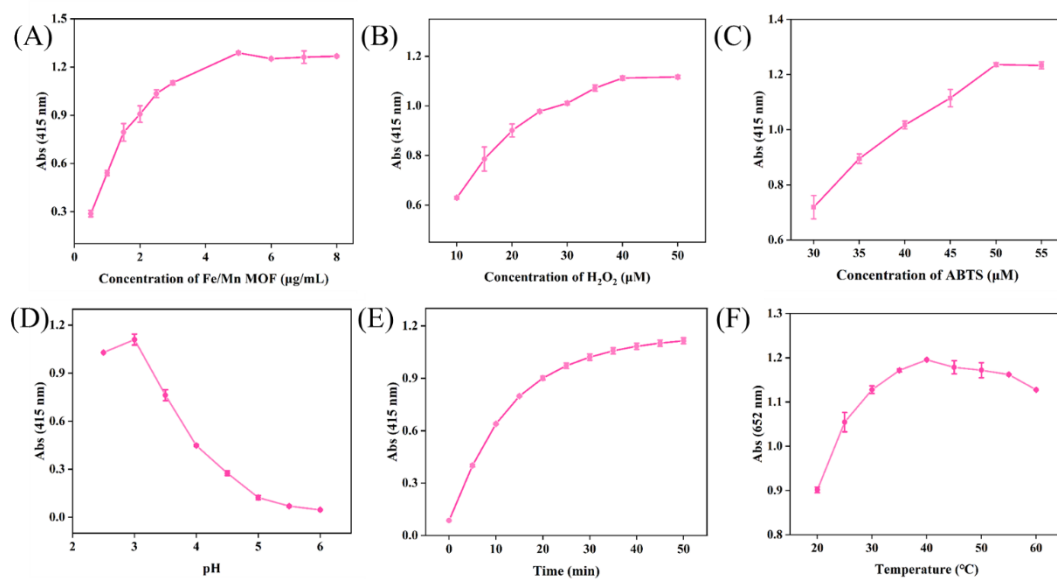 (A)
Abs (415 nm)
1.5
1.2
0.9
0.6
0.3
0 2 4 6 8
Concentration of Fe/Mn MOF (μg/mL)
(B)
Abs (415 nm)
1.2
1.0
0.8
0.6
10 20 30 40 50
Concentration of H₂O₂ (μM)
(C)
Abs (415 nm)
1.4
1.2
1.0
0.8
0.6
30 35 40 45 50 55
Concentration of ABTS (μM)
(D)
Abs (415 nm)
1.2
0.9
0.6
0.3
0.0
2 3 4 5 6
pH
(E)
Abs (415 nm)
1.2
0.9
0.6
0.3
0.0
0 10 20 30 40 50
Time (min)
(F)
Abs (652 nm)
1.3
1.2
1.1
1.0
0.9
0.8
20 30 40 50 60
Temperature (°C)